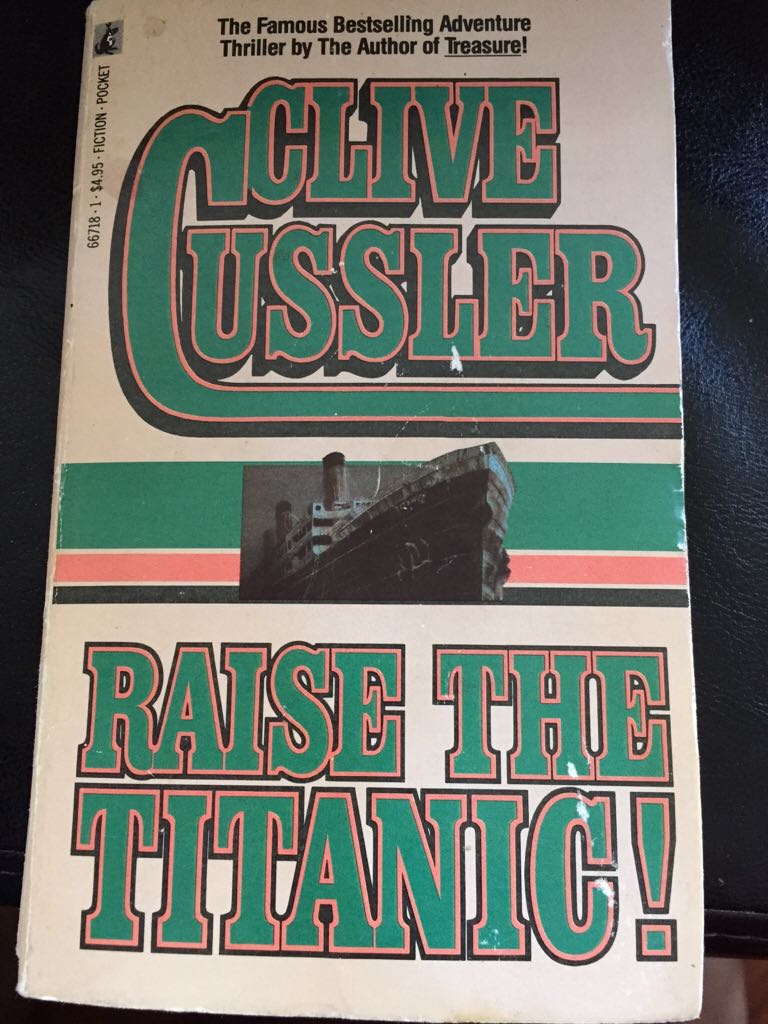 The Famous Bestselling Adventure
Thriller by The Author of Treasure!
66718·1·$4.95·FICTION·POCKET
CLIVE
CUSSLER
RAISE THE
TITANIC!